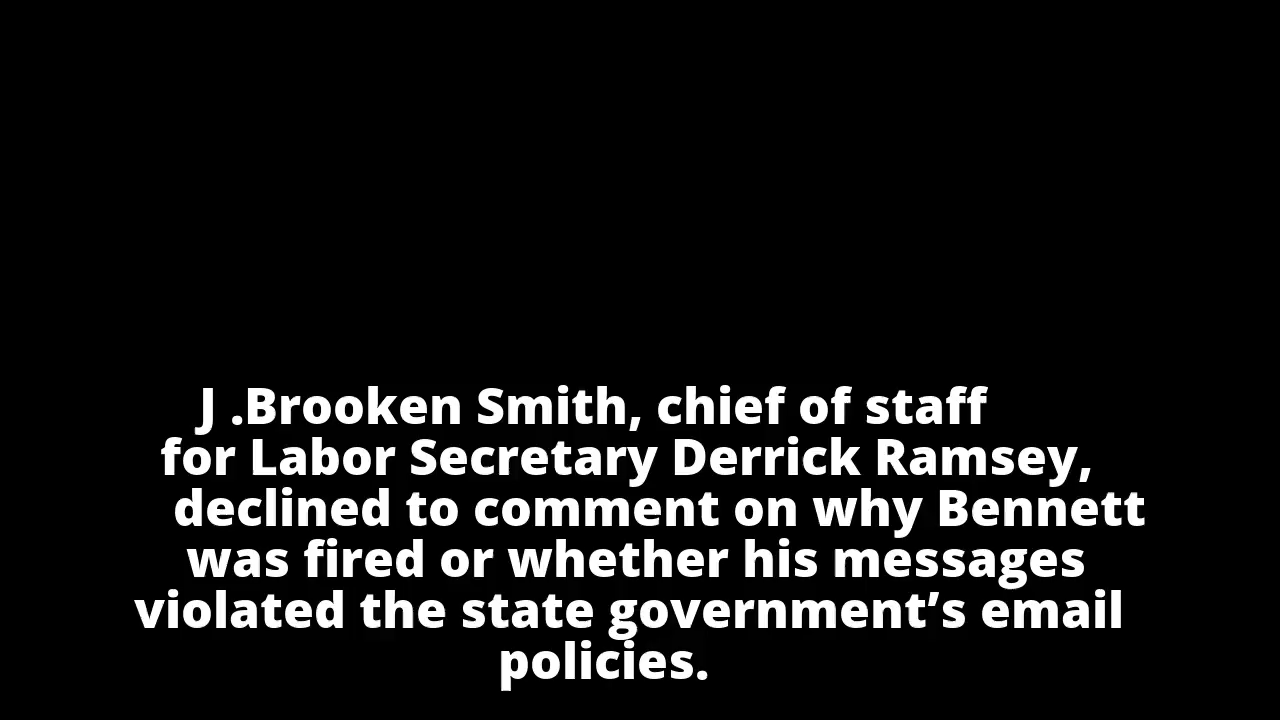 J .Brooken Smith, chief of staff
for Labor Secretary Derrick Ramsey,
declined to comment on why Bennett
was fired or whether his messages
violated the state government’s email
policies.